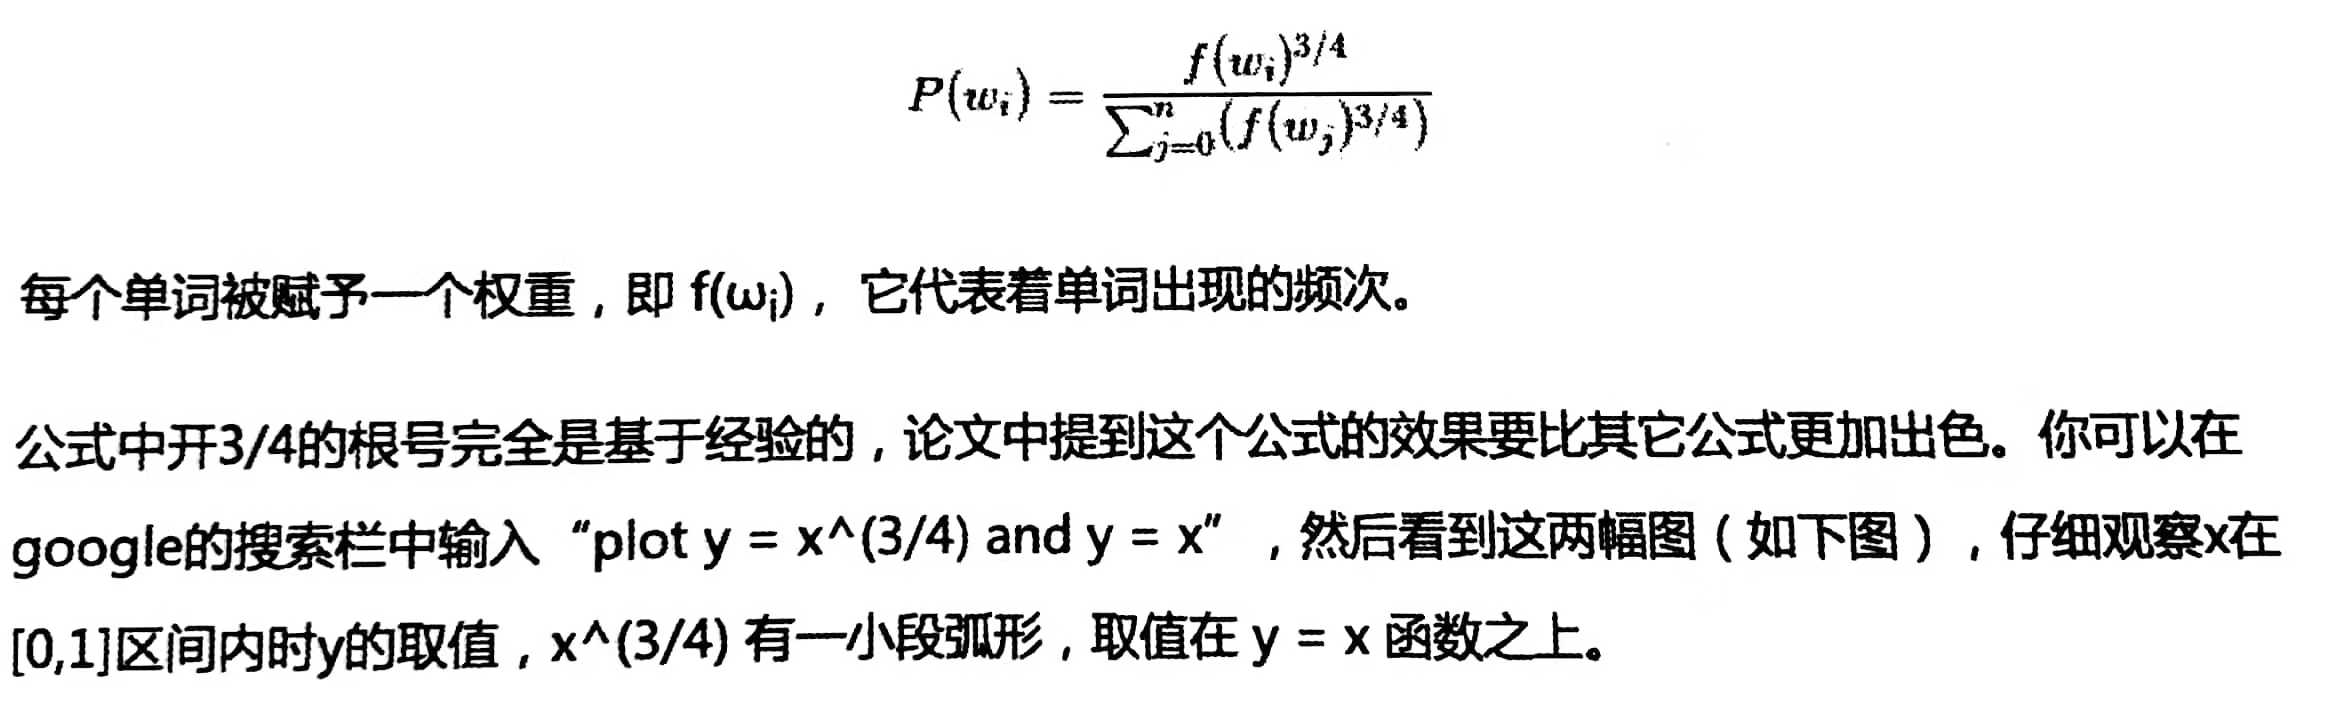 P(wᵢ) = f(wᵢ)^3/4 / ∑ⁿⱼ₌₀(f(wⱼ)^3/4)
每个单词被赋予一个权重，即 f(ωᵢ)， 它代表着单词出现的频次。
公式中开3/4的根号完全是基于经验的，论文中提到这个公式的效果要比其它公式更加出色。你可以在
google的搜索栏中输入“plot y = x^(3/4) and y = x”，然后看到这两幅图（如下图），仔细观察x在
[0,1]区间内时y的取值，x^(3/4) 有一小段弧形，取值在 y = x 函数之上。